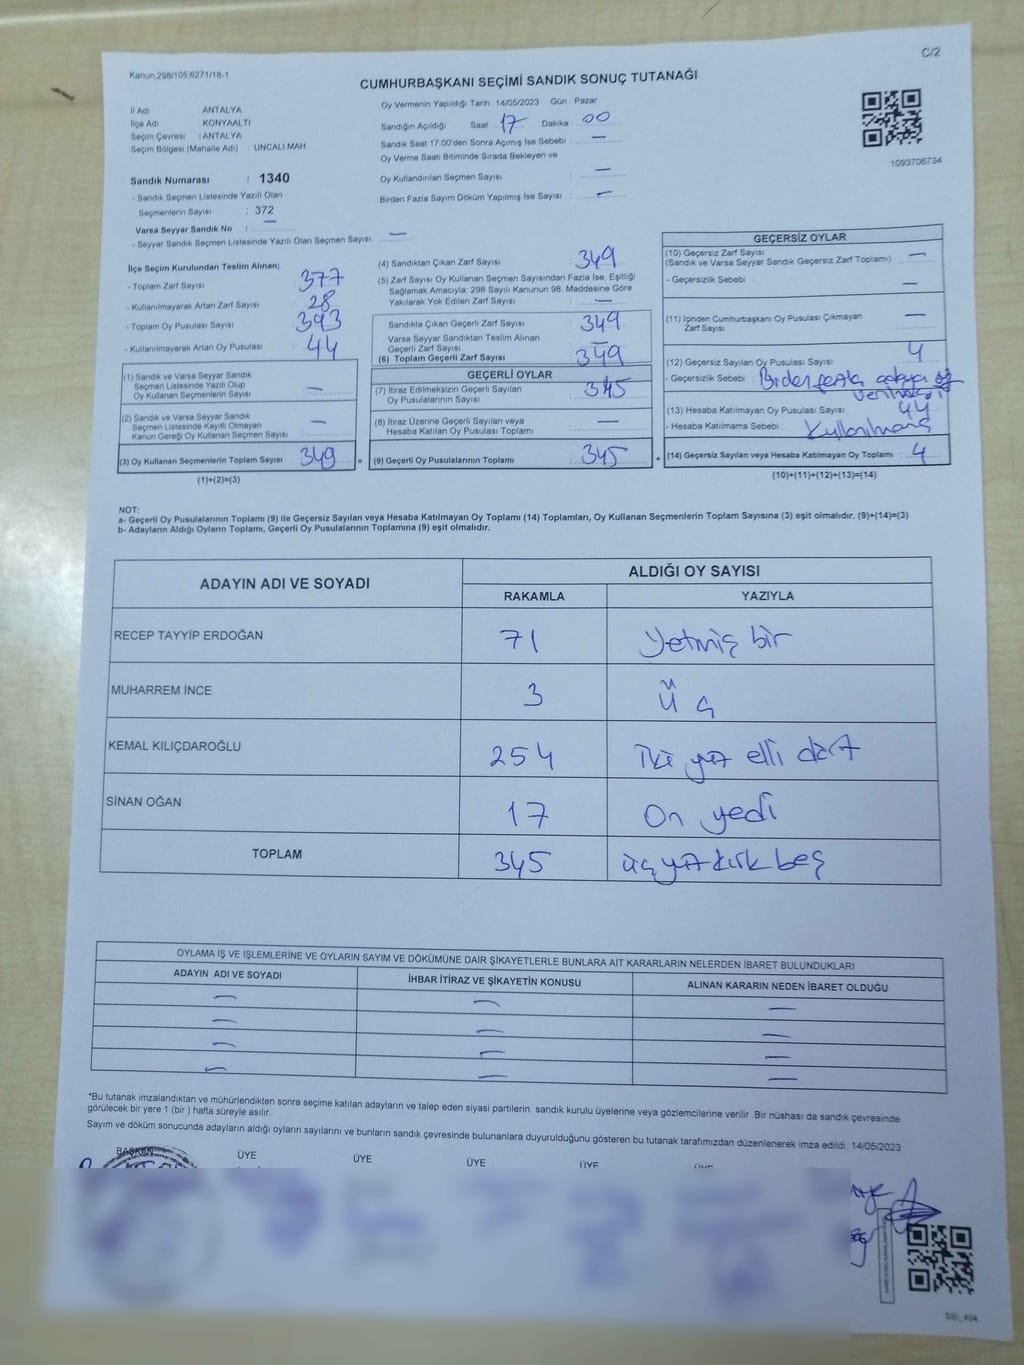 C/2
Kanun:298/105;6271/18-1
CUMHURBAŞKANI SEÇİMİ SANDIK SONUÇ TUTANAĞI
İl Adı : ANTALYA
İlçe Adı : KONYAALTI
Seçim Çevresi : ANTALYA
Seçim Bölgesi (Mahalle Adı) : UNCALI MAH.
Oy Vermenin Yapıldığı Tarih : 14/05/2023 Gün : Pazar
Sandığın Açıldığı Saat : 17 Dakika : 00
Sandık Saat 17.00'den Sonra Açılmış İse Sebebi : —
Oy Verme Saati Bitiminde Sırada Bekleyen ve
Oy Kullandırılan Seçmen Sayısı : —
Birden Fazla Sayım Döküm Yapılmış İse Sayısı : —
1093706734
Sandık Numarası : 1340
- Sandık Seçmen Listesinde Yazılı Olan
Seçmenlerin Sayısı : 372
Varsa Seyyar Sandık No : —
- Seyyar Sandık Seçmen Listesinde Yazılı Olan Seçmen Sayısı: —
İlçe Seçim Kurulundan Teslim Alınan;
- Toplam Zarf Sayısı : 377
- Kullanılmayarak Artan Zarf Sayısı : 28
- Toplam Oy Pusulası Sayısı : 393
- Kullanılmayarak Artan Oy Pusulası : 44
(1) Sandık ve Varsa Seyyar Sandık
Seçmen Listesinde Yazılı Olup
Oy Kullanan Seçmenlerin Sayısı : —
(2) Sandık ve Varsa Seyyar Sandık
Seçmen Listesinde Kayıtlı Olmayan
Kanun Gereği Oy Kullanan Seçmen Sayısı : —
(3) Oy Kullanan Seçmenlerin Toplam Sayısı : 349
(1)+(2)=(3)
(4) Sandıktan Çıkan Zarf Sayısı : 349
(5) Zarf Sayısı Oy Kullanan Seçmen Sayısından Fazla İse, Eşitliği
Sağlamak Amacıyla; 298 Sayılı Kanunun 98. Maddesine Göre
Yakılarak Yok Edilen Zarf Sayısı : —
Sandıkta Çıkan Geçerli Zarf Sayısı : 349
Varsa Seyyar Sandıktan Teslim Alınan
Geçerli Zarf Sayısı :
(6) Toplam Geçerli Zarf Sayısı : 349
GEÇERLİ OYLAR
(7) İtiraz Edilmeksizin Geçerli Sayılan
Oy Pusulalarının Sayısı : 345
(8) İtiraz Üzerine Geçerli Sayılan veya
Hesaba Katılan Oy Pusulası Toplamı : —
= (9) Geçerli Oy Pusulalarının Toplamı : 345
GEÇERSİZ OYLAR
(10) Geçersiz Zarf Sayısı
(Sandık ve Varsa Seyyar Sandık Geçersiz Zarf Toplamı) : —
- Geçersizlik Sebebi : —
(11) İçinden Cumhurbaşkanı Oy Pusulası Çıkmayan
Zarf Sayısı : —
(12) Geçersiz Sayılan Oy Pusulası Sayısı : 4
- Geçersizlik Sebebi : Birden fazla adaya oy
verilmesi
(13) Hesaba Katılmayan Oy Pusulası Sayısı : 44
- Hesaba Katılmama Sebebi : Kullanılmamış
+ (14) Geçersiz Sayılan veya Hesaba Katılmayan Oy Toplamı : 4
(10)+(11)+(12)+(13)=(14)
NOT:
a- Geçerli Oy Pusulalarının Toplamı (9) ile Geçersiz Sayılan veya Hesaba Katılmayan Oy Toplamı (14) Toplamları, Oy Kullanan Seçmenlerin Toplam Sayısına (3) eşit olmalıdır. (9)+(14)=(3)
b- Adayların Aldığı Oyların Toplamı, Geçerli Oy Pusulalarının Toplamına (9) eşit olmalıdır.
ADAYIN ADI VE SOYADI ALDIĞI OY SAYISI
RAKAMLA YAZIYLA
RECEP TAYYİP ERDOĞAN 71 Yetmiş bir
MUHARREM İNCE 3 Üç
KEMAL KILIÇDAROĞLU 254 İki yüz elli dört
SİNAN OĞAN 17 On yedi
TOPLAM 345 üç yüz kırk beş
OYLAMA İŞ VE İŞLEMLERİNE VE OYLARIN SAYIM VE DÖKÜMÜNE DAİR ŞİKAYETLERLE BUNLARA AİT KARARLARIN NELERDEN İBARET BULUNDUKLARI
ADAYIN ADI VE SOYADI İHBAR İTİRAZ VE ŞİKAYETİN KONUSU ALINAN KARARIN NEDEN İBARET OLDUĞU
— — —
— — —
— — —
— — —
*Bu tutanak imzalandıktan ve mühürlendikten sonra seçime katılan adayların ve talep eden siyasi partilerin sandık kurulu üyelerine veya gözlemcilerine verilir. Bir nüshası da sandık çevresinde
görülecek bir yere 1 (bir) hafta süreyle asılır.
Sayım ve döküm sonucunda adayların aldığı oyların sayılarını ve bunların sandık çevresinde bulunanlara duyurulduğunu gösteren bu tutanak tarafımızdan düzenlenerek imza edildi. 14/05/2023
BAŞKAN ÜYE ÜYE ÜYE ÜYE ÜYE
SBI_404